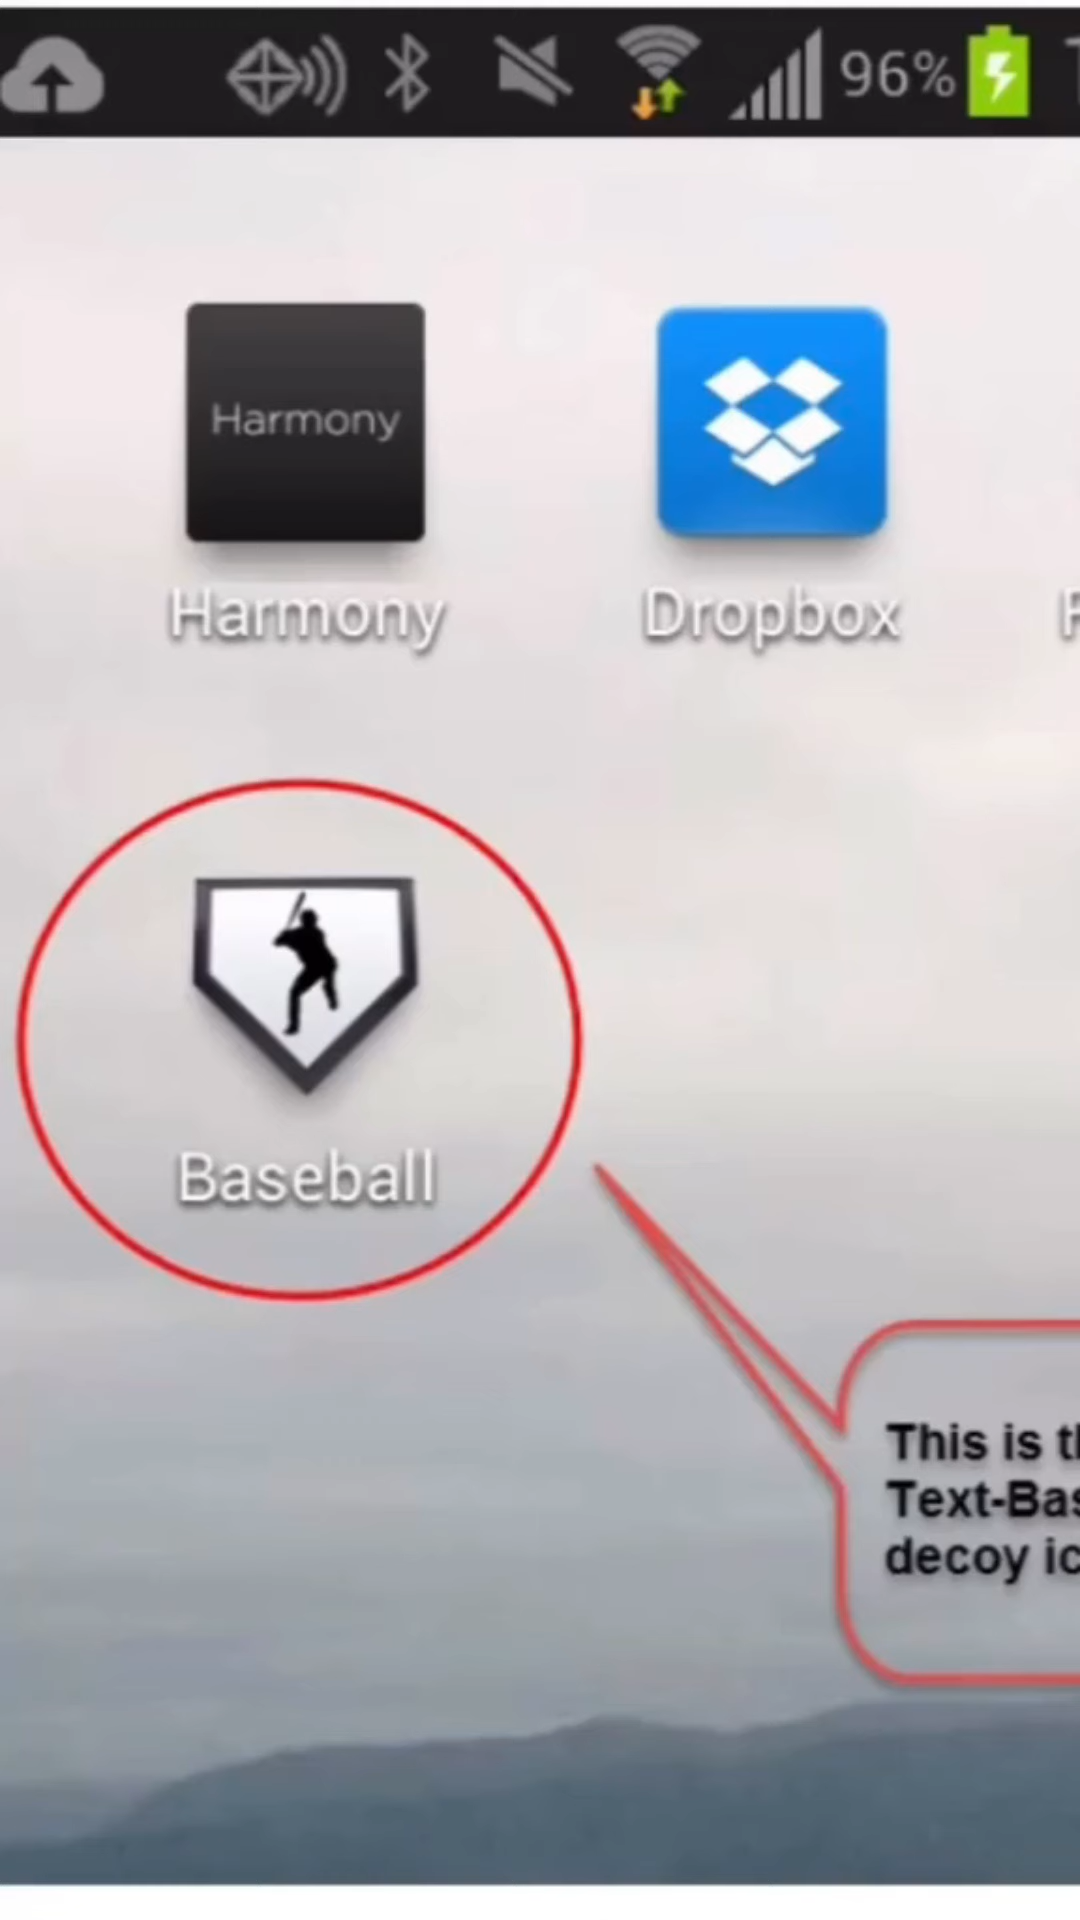 96%
Harmony
Harmony
Dropbox
Baseball
This is
Text-Bas
decoy ic